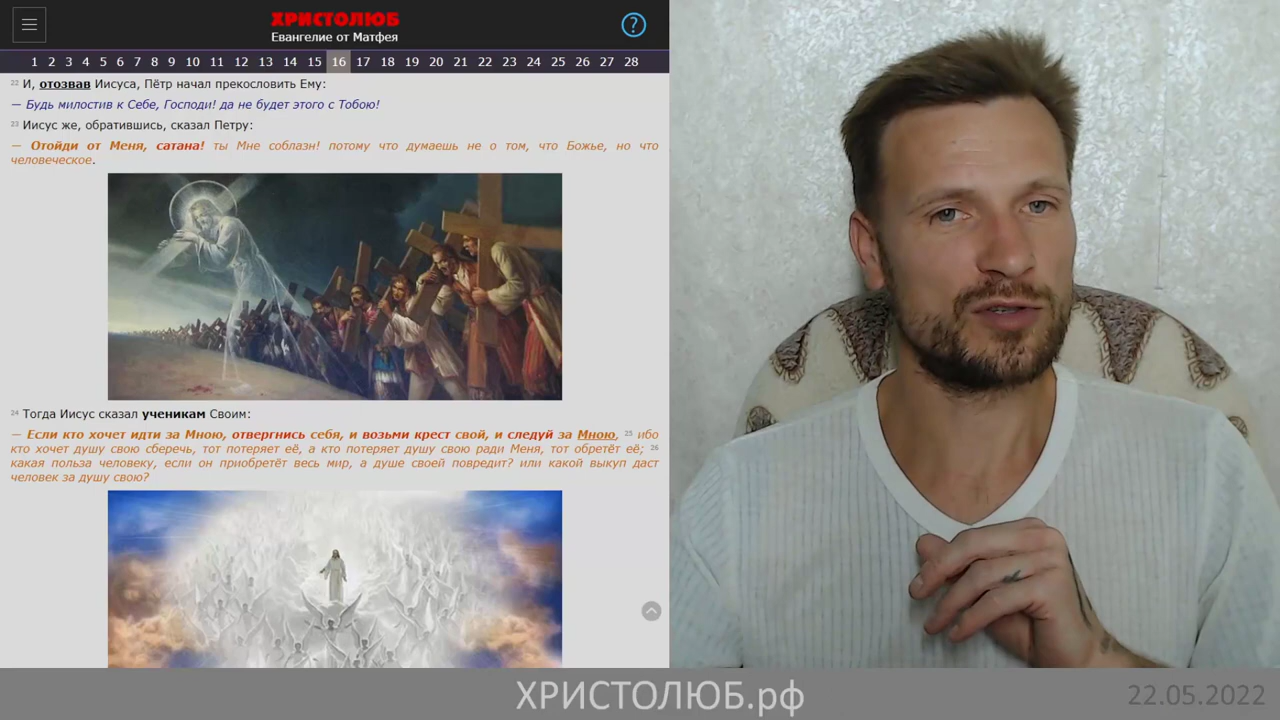 ХРИСТОЛЮБ
Евангелие от Матфея
?
1 2 3 4 5 6 7 8 9 10 11 12 13 14 15 16 17 18 19 20 21 22 23 24 25 26 27 28
22 И, отозвав Иисуса, Пётр начал прекословить Ему:
— Будь милостив к Себе, Господи! да не будет этого с Тобою!
23 Иисус же, обратившись, сказал Петру:
— Отойди от Меня, сатана! ты Мне соблазн! потому что думаешь не о том, что Божье, но что
человеческое.
24 Тогда Иисус сказал ученикам Своим:
— Если кто хочет идти за Мною, отвергнись себя, и возьми крест свой, и следуй за Мною, 25 ибо
кто хочет душу свою сберечь, тот потеряет её, а кто потеряет душу свою ради Меня, тот обретёт её; 26
какая польза человеку, если он приобретёт весь мир, а душе своей повредит? или какой выкуп даст
человек за душу свою?
ХРИСТОЛЮБ.рф
22.05.2022